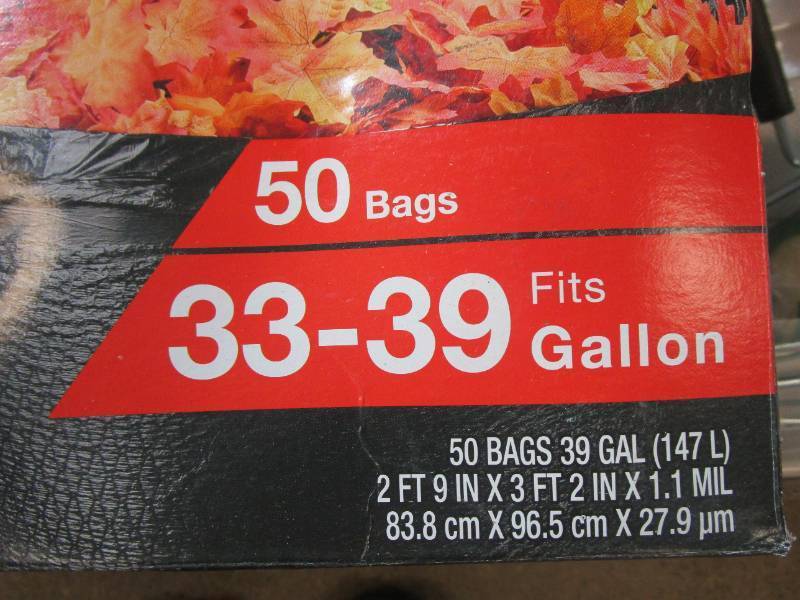 50 Bags
33-39 Fits Gallon
50 BAGS 39 GAL (147 L)
2 FT 9 IN X 3 FT 2 IN X 1.1 MIL
83.8 cm X 96.5 cm X 27.9 µm